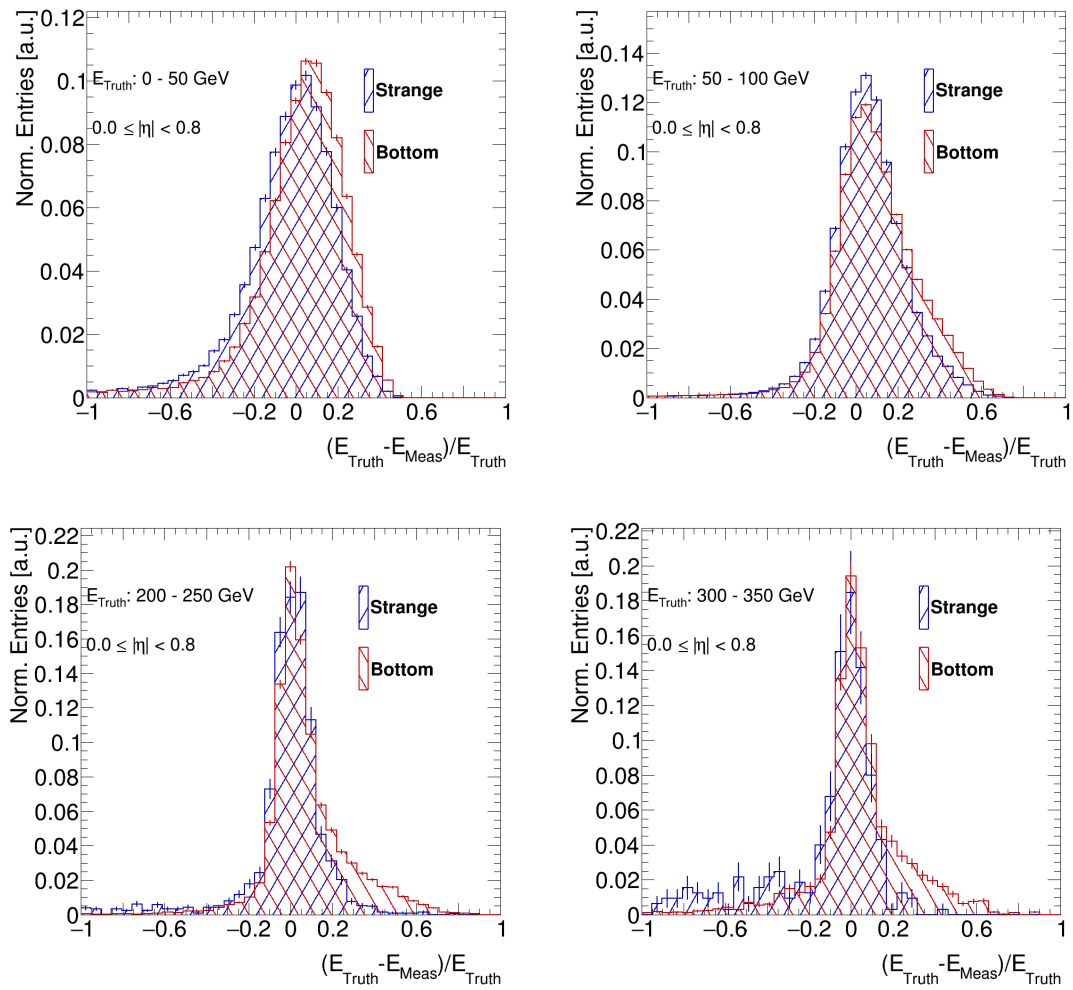 Norm. Entries [a.u.]
0.12
0.1
0.08
0.06
0.04
0.02
0
E_Truth: 0 - 50 GeV
0.0 ≤ |η| < 0.8
Strange
Bottom
−1 −0.6 −0.2 0 0.2 0.6 1
(E_Truth-E_Meas)/E_Truth
Norm. Entries [a.u.]
0.14
0.12
0.1
0.08
0.06
0.04
0.02
0
E_Truth: 50 - 100 GeV
0.0 ≤ |η| < 0.8
Strange
Bottom
−1 −0.6 −0.2 0 0.2 0.6 1
(E_Truth-E_Meas)/E_Truth
Norm. Entries [a.u.]
0.22
0.2
0.18
0.16
0.14
0.12
0.1
0.08
0.06
0.04
0.02
0
E_Truth: 200 - 250 GeV
0.0 ≤ |η| < 0.8
Strange
Bottom
−1 −0.6 −0.2 0 0.2 0.6 1
(E_Truth-E_Meas)/E_Truth
Norm. Entries [a.u.]
0.22
0.2
0.18
0.16
0.14
0.12
0.1
0.08
0.06
0.04
0.02
0
E_Truth: 300 - 350 GeV
0.0 ≤ |η| < 0.8
Strange
Bottom
−1 −0.6 −0.2 0 0.2 0.6 1
(E_Truth-E_Meas)/E_Truth